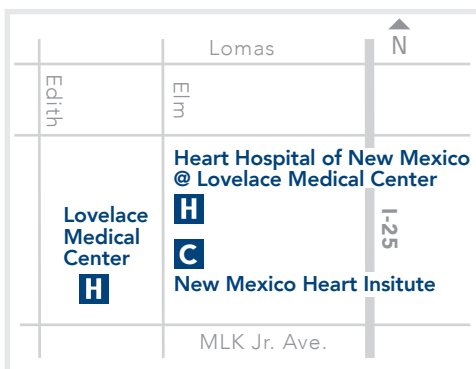 Lomas
N
Edith
Elm
Heart Hospital of New Mexico
@ Lovelace Medical Center
H
Lovelace
Medical
Center
H
C
New Mexico Heart Insitute
I-25
MLK Jr. Ave.